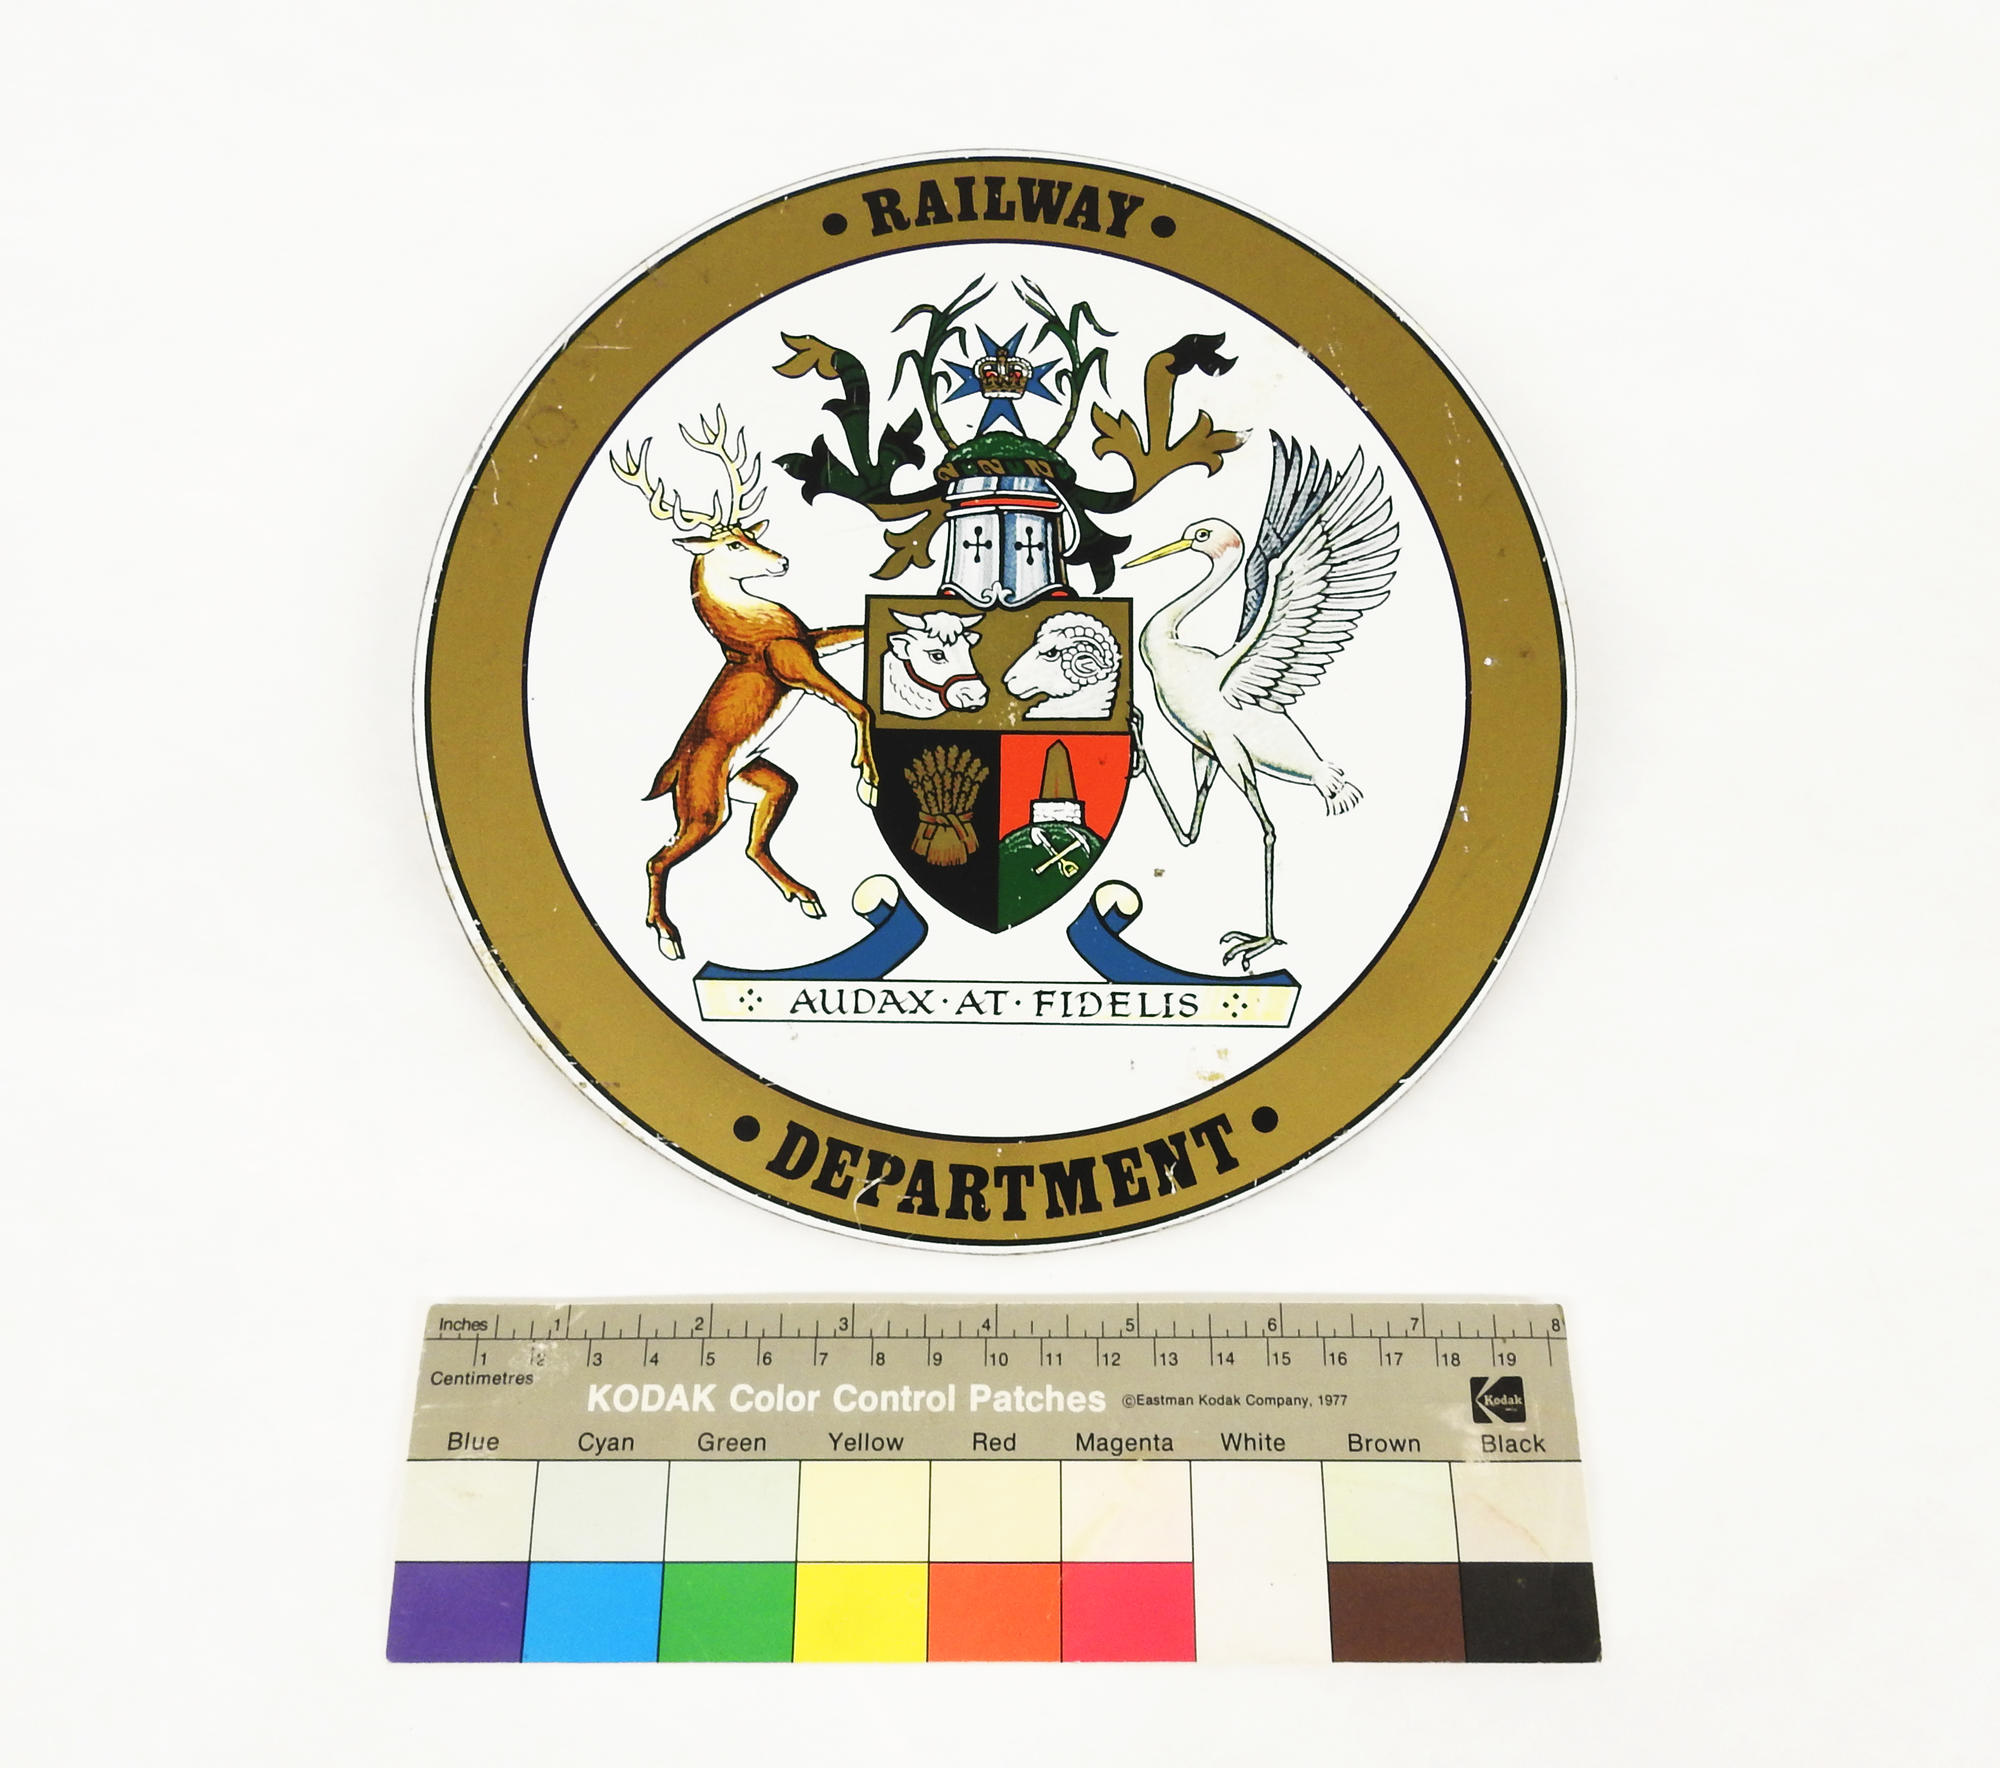 • RAILWAY •
AUDAX · AT · FIDELIS
• DEPARTMENT •
Inches 1 2 3 4 5 6 7 8
1 2 3 4 5 6 7 8 9 10 11 12 13 14 15 16 17 18 19
Centimetres
KODAK Color Control Patches ©Eastman Kodak Company, 1977 Kodak
Blue Cyan Green Yellow Red Magenta White Brown Black